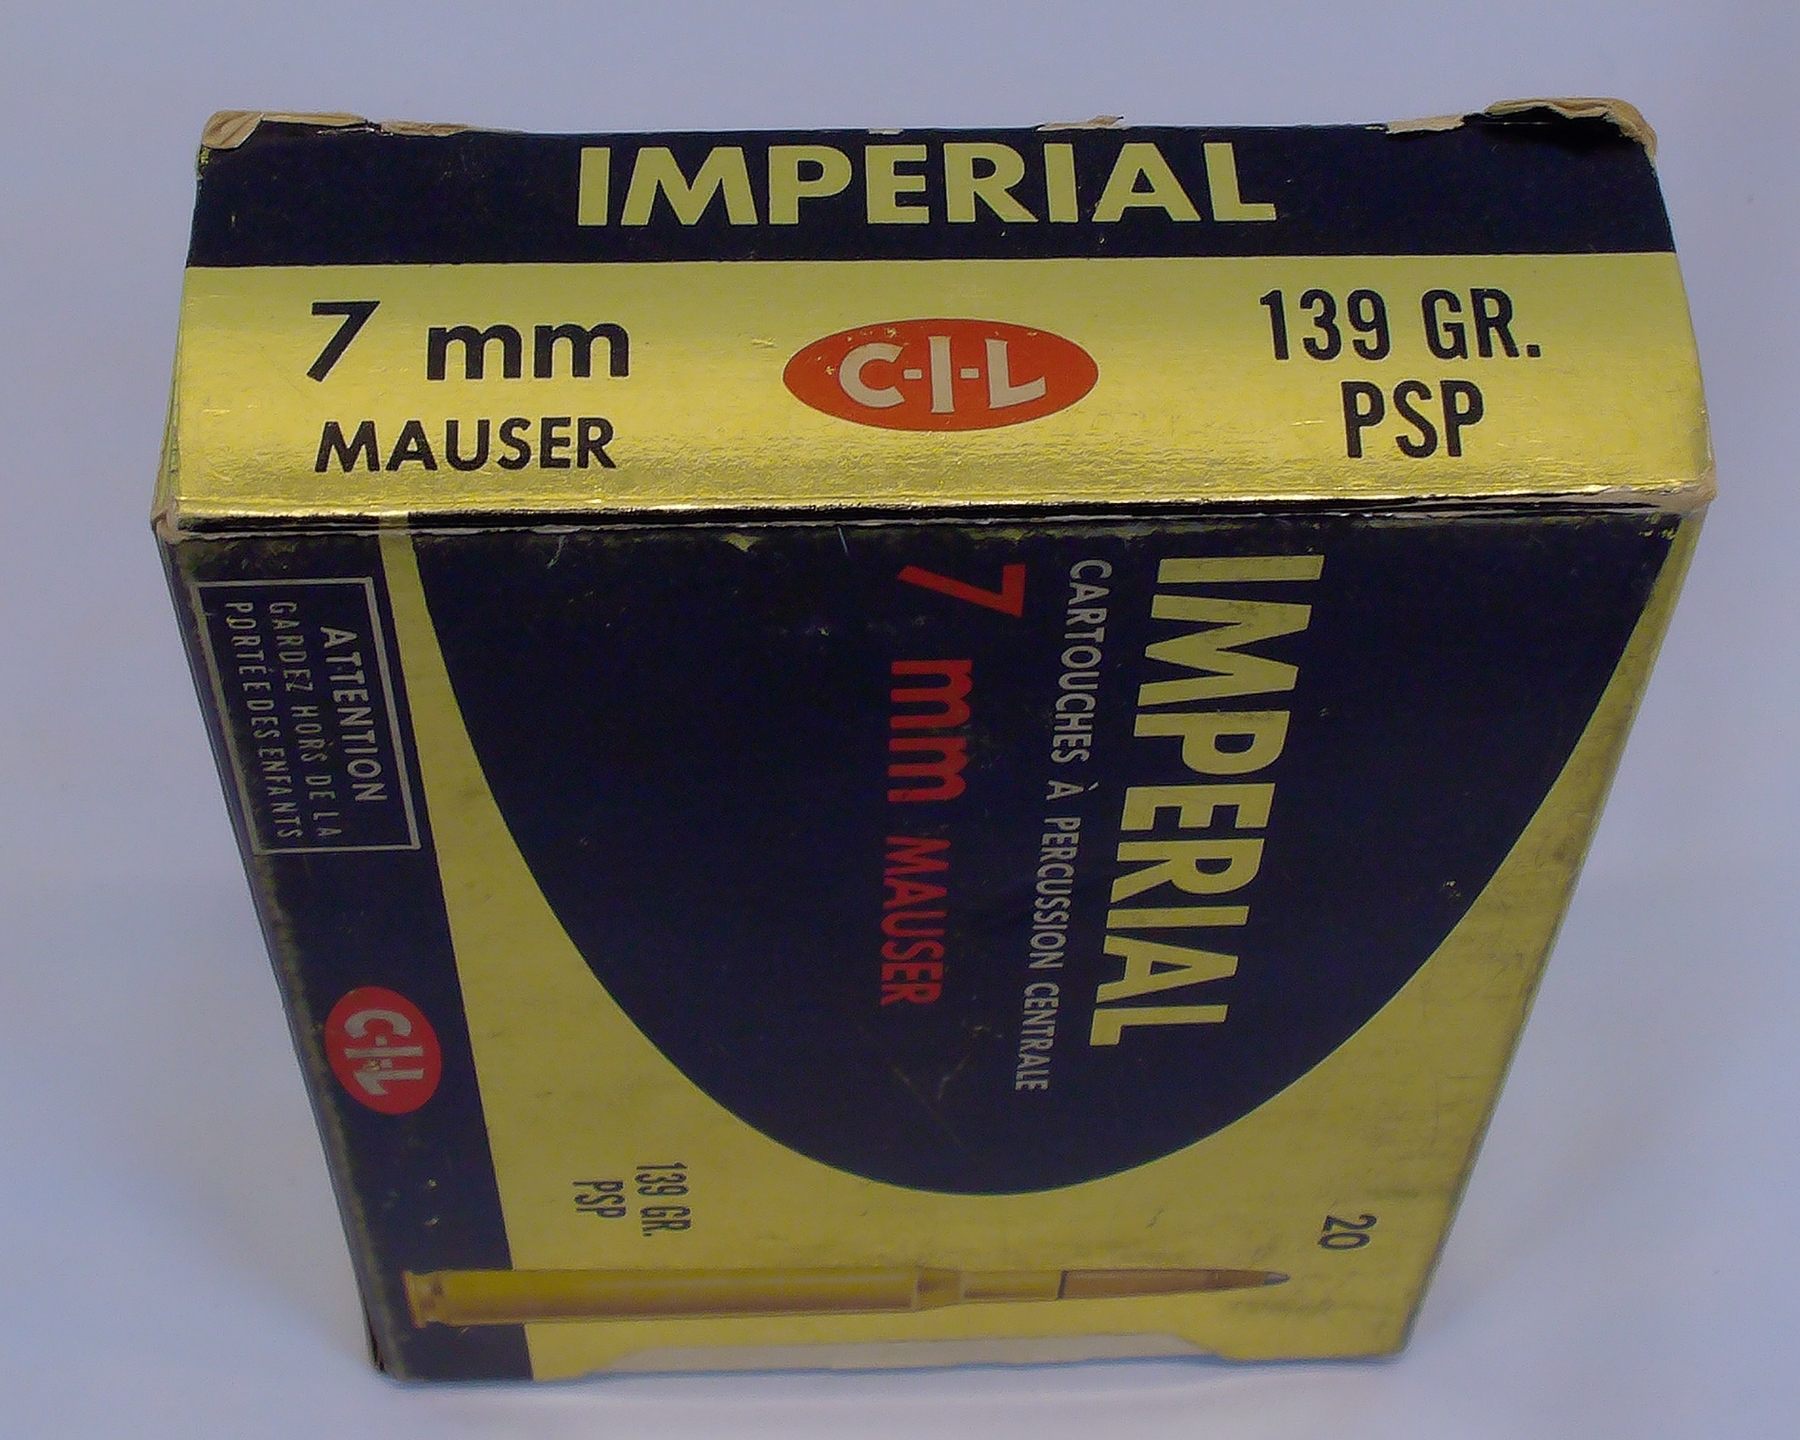 IMPERIAL
7 mm
MAUSER
C-I-L
139 GR.
PSP
IMPERIAL
CARTOUCHES À PERCUSSION CENTRALE
7 mm MAUSER
ATTENTION
GARDEZ HORS DE LA
PORTÉE DES ENFANTS
C-I-L
139 GR.
PSP
20